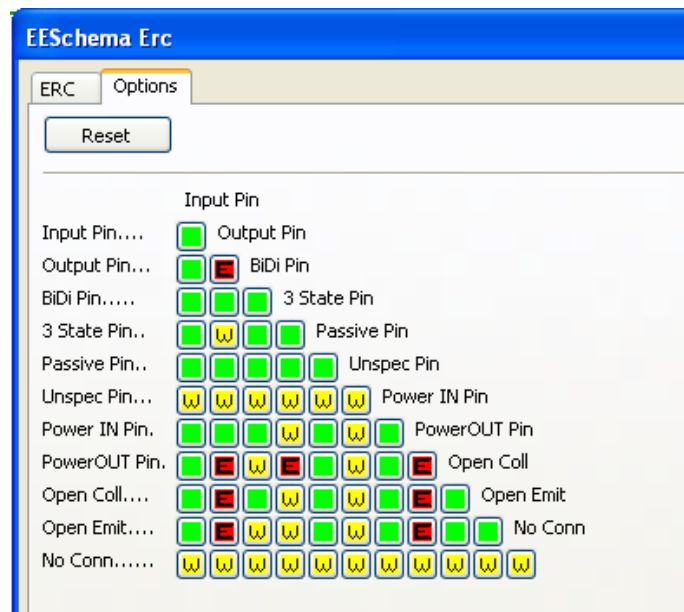 EESchema Erc
ERC Options
Reset
Input Pin
Input Pin.... Output Pin
Output Pin... E BiDi Pin
BiDi Pin..... 3 State Pin
3 State Pin.. W Passive Pin
Passive Pin.. Unspec Pin
Unspec Pin... W W W W W W Power IN Pin
Power IN Pin. W W PowerOUT Pin
PowerOUT Pin. E W E W E Open Coll
Open Coll.... E W W E Open Emit
Open Emit.... E W W W E No Conn
No Conn...... W W W W W W W W W W W